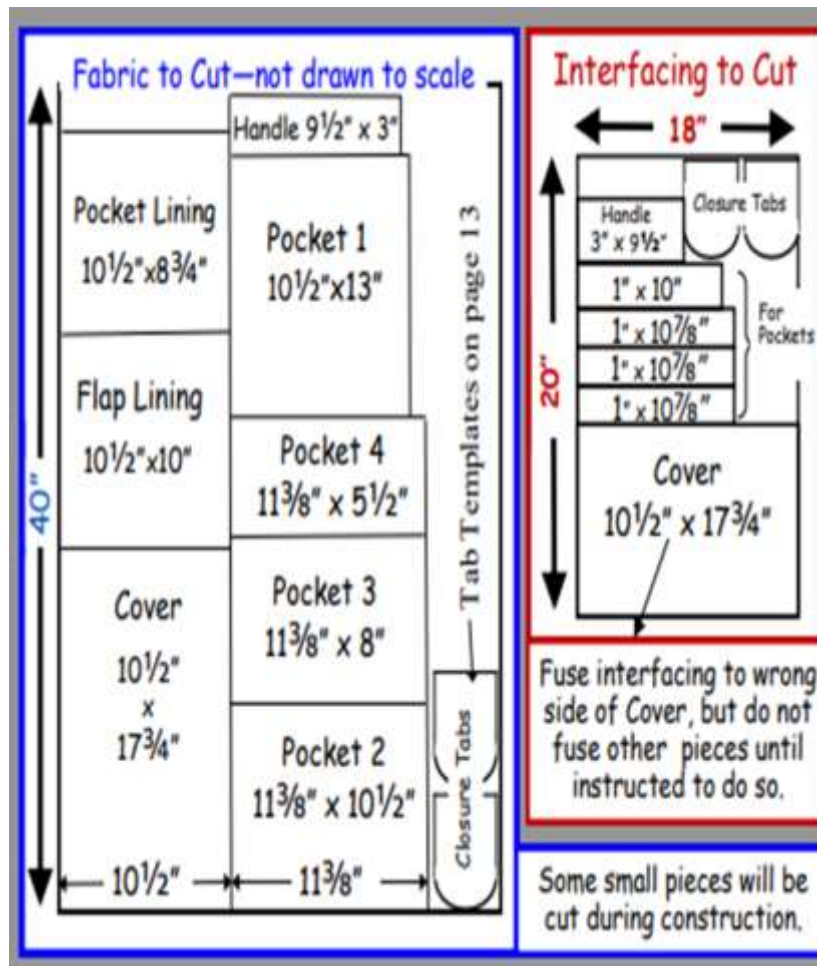 Fabric to Cut—not drawn to scale
40"
Pocket Lining
10½"x8¾"
Flap Lining
10½"x10"
Cover
10½"
x
17¾"
10½"
Handle 9½" x 3"
Pocket 1
10½"x13"
Pocket 4
11⅜" x 5½"
Pocket 3
11⅜" x 8"
Pocket 2
11⅜" x 10½"
11⅜"
Tab Templates on page 13
Closure Tabs
Interfacing to Cut
18"
20"
Handle
3" x 9½"
Closure Tabs
1" x 10"
1" x 10⅞"
1" x 10⅞"
1" x 10⅞"
For
Pockets
Cover
10½" x 17¾"
Fuse interfacing to wrong
side of Cover, but do not
fuse other pieces until
instructed to do so.
Some small pieces will be
cut during construction.